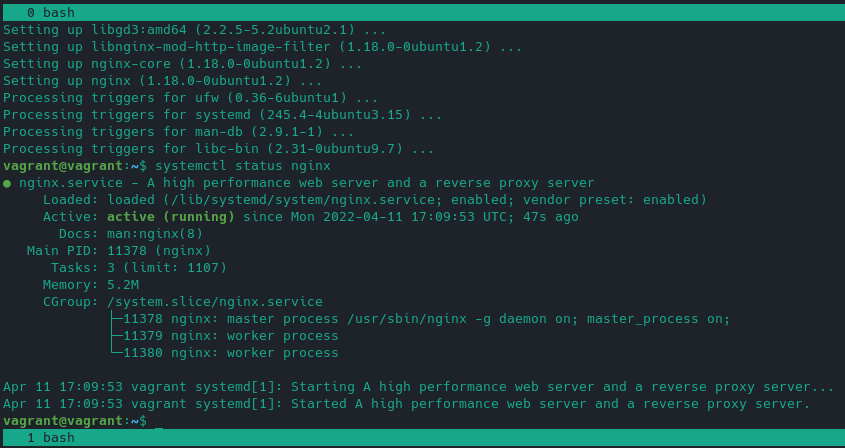 0 bash
Setting up libgd3:amd64 (2.2.5-5.2ubuntu2.1) ...
Setting up libnginx-mod-http-image-filter (1.18.0-0ubuntu1.2) ...
Setting up nginx-core (1.18.0-0ubuntu1.2) ...
Setting up nginx (1.18.0-0ubuntu1.2) ...
Processing triggers for ufw (0.36-6ubuntu1) ...
Processing triggers for systemd (245.4-4ubuntu3.15) ...
Processing triggers for man-db (2.9.1-1) ...
Processing triggers for libc-bin (2.31-0ubuntu9.7) ...
vagrant@vagrant:~$ systemctl status nginx
● nginx.service - A high performance web server and a reverse proxy server
     Loaded: loaded (/lib/systemd/system/nginx.service; enabled; vendor preset: enabled)
     Active: active (running) since Mon 2022-04-11 17:09:53 UTC; 47s ago
       Docs: man:nginx(8)
   Main PID: 11378 (nginx)
      Tasks: 3 (limit: 1107)
     Memory: 5.2M
     CGroup: /system.slice/nginx.service
             ├─11378 nginx: master process /usr/sbin/nginx -g daemon on; master_process on;
             ├─11379 nginx: worker process
             └─11380 nginx: worker process
Apr 11 17:09:53 vagrant systemd[1]: Starting A high performance web server and a reverse proxy server...
Apr 11 17:09:53 vagrant systemd[1]: Started A high performance web server and a reverse proxy server.
vagrant@vagrant:~$ _
1 bash